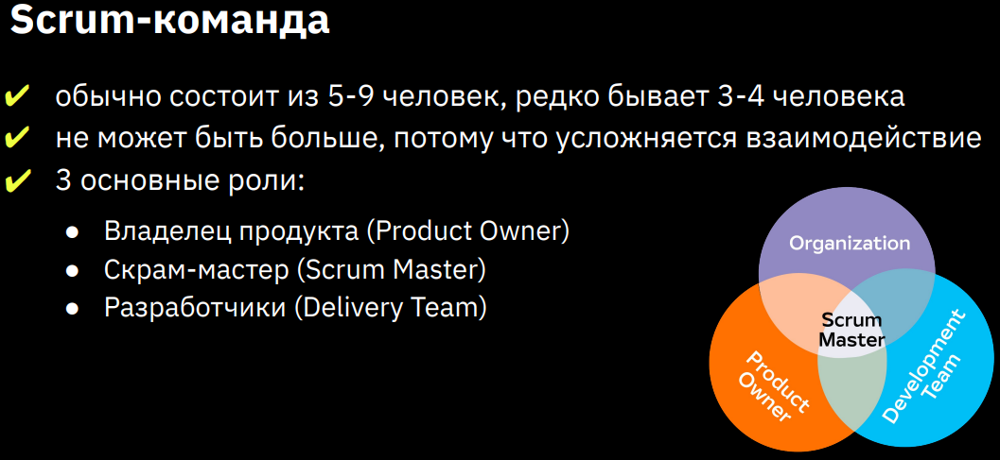 Scrum-команда
✔ обычно состоит из 5-9 человек, редко бывает 3-4 человека
✔ не может быть больше, потому что усложняется взаимодействие
✔ 3 основные роли:
● Владелец продукта (Product Owner)
● Скрам-мастер (Scrum Master)
● Разработчики (Delivery Team)
Organization
Scrum
Master
Product
Owner
Development
Team